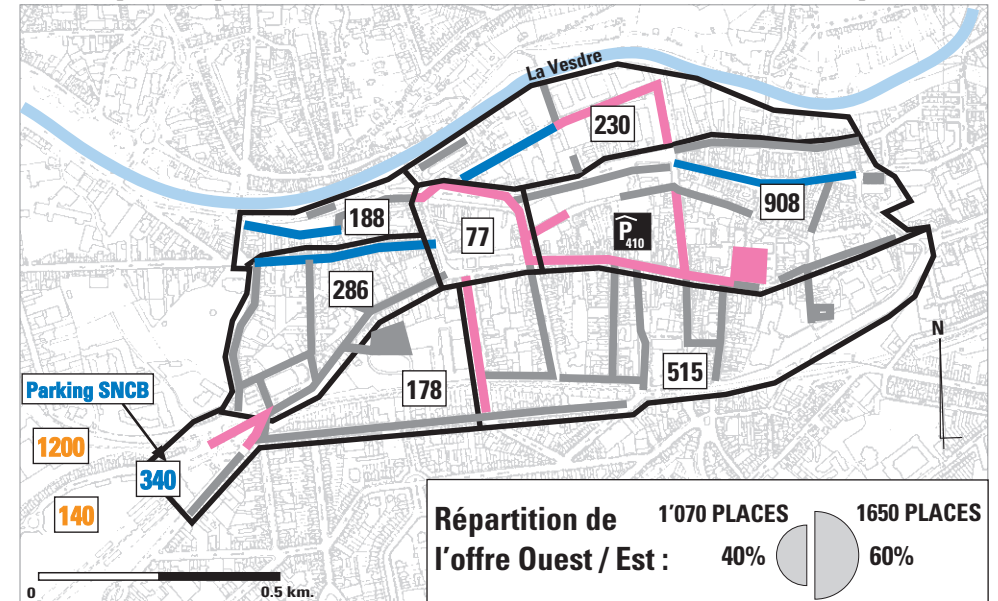 La Vesdre
230
188
77
P
410
908
286
515
178
N
Parking SNCB
1200
340
140
Répartition de
l'offre Ouest / Est :
1'070 PLACES
1650 PLACES
40%
60%
0
0.5 km.